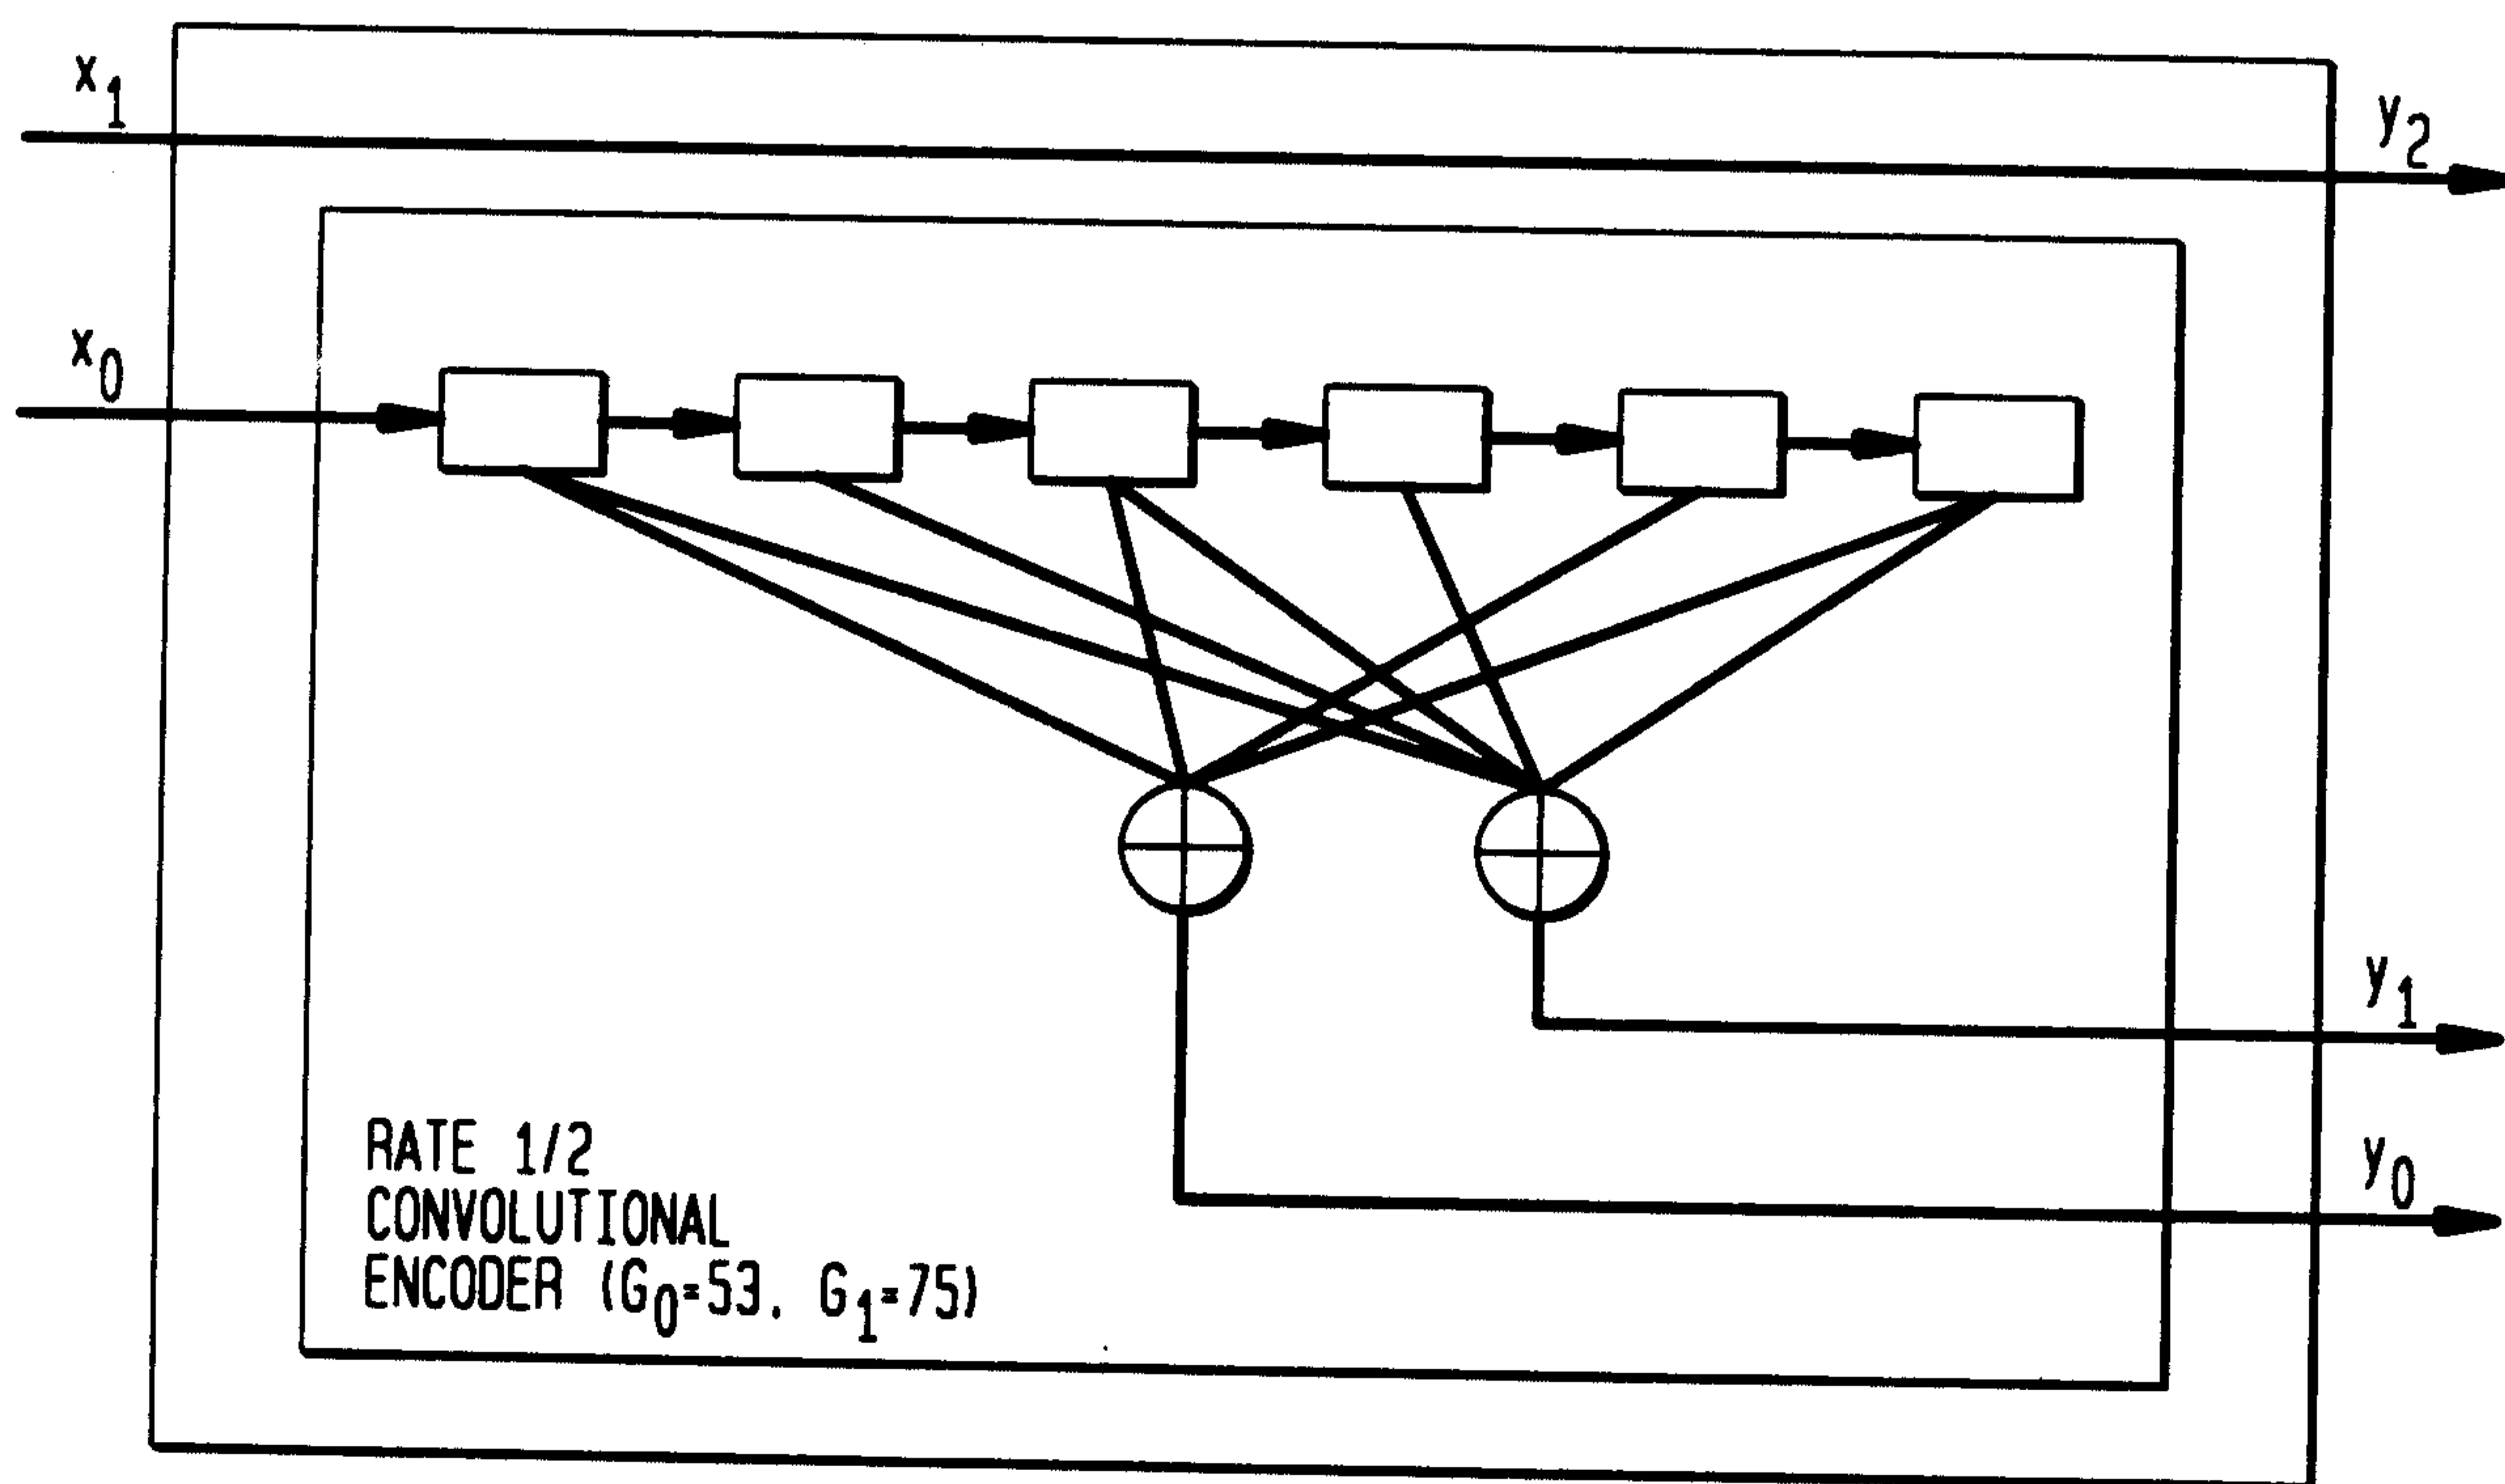 x1
y2
x0
y1
y0
RATE 1/2
CONVOLUTIONAL
ENCODER (G0=53. G1=75)